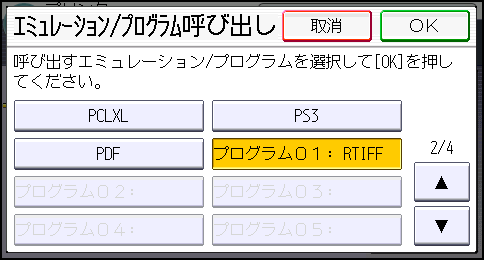 ｴﾐｭﾚｰｼｮﾝ/ﾌﾟﾛｸﾞﾗﾑ呼び出し 取消 ＯＫ
呼び出すエミュレーション/プログラムを選択して[OK]を押し
てください。
PCLXL PS3
PDF プログラム０１: RTIFF 2/4
プログラム０２: プログラム０３: ▲
プログラム０４: プログラム０５: ▼